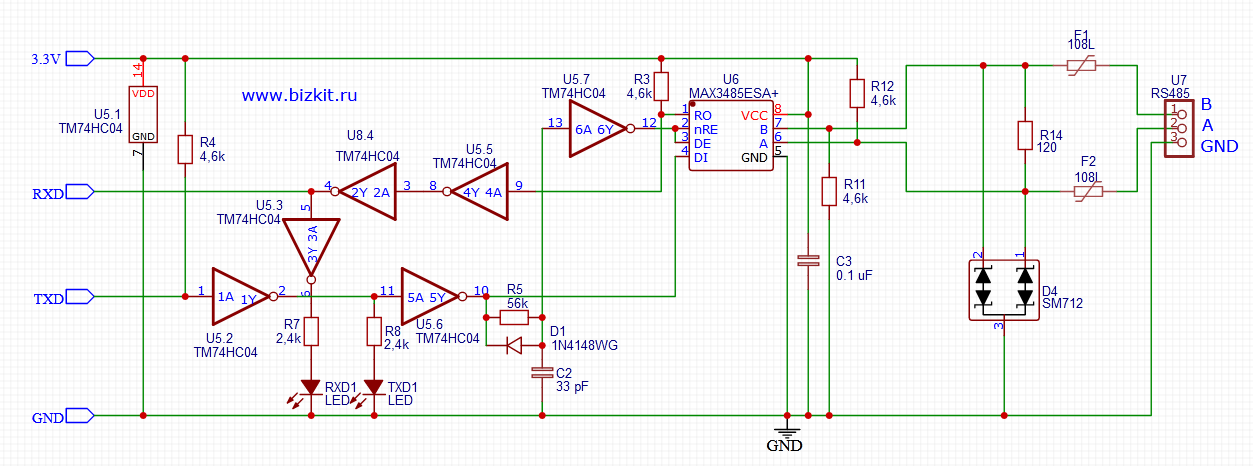 F1
108L
3.3V
14
VDD
U5.1
TM74HC04
GND
7
www.bizkit.ru
R4
4,6k
U5.7
TM74HC04
13
6A 6Y
12
R3
4,6k
U6
MAX3485ESA+
1
RO
2
nRE
3
DE
4
DI
VCC
8
B
7
A
6
GND
5
R12
4,6k
U7
RS485
1
2
3
B
A
GND
R14
120
F2
108L
U8.4
TM74HC04
4
2Y 2A
3
U5.5
TM74HC04
8
4Y 4A
9
R11
4,6k
RXD
U5.3
TM74HC04
5
3Y 3A
6
TXD
1
1A 1Y
2
U5.2
TM74HC04
11
5A 5Y
10
U5.6
TM74HC04
R5
56k
D1
1N4148WG
C2
33 pF
C3
0.1 uF
2
1
D4
SM712
3
R7
2,4k
R8
2,4k
RXD1
LED
TXD1
LED
GND
GND